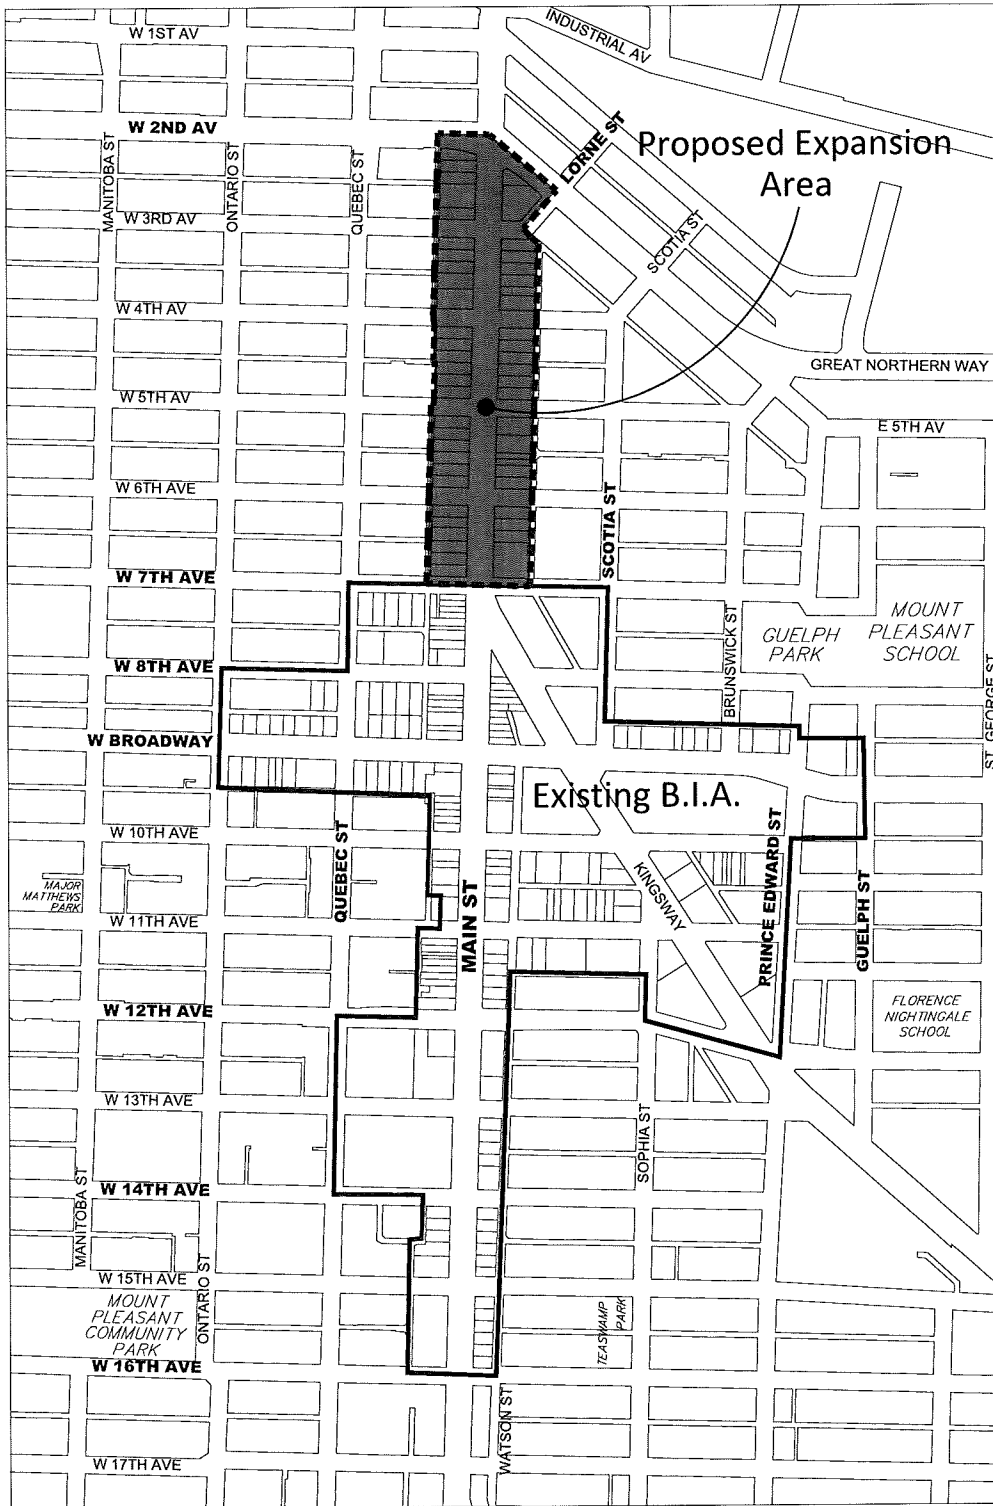 INDUSTRIAL AV
W 1ST AV
W 2ND AV
LORNE ST
Proposed Expansion
Area
MANITOBA ST
ONTARIO ST
QUEBEC ST
W 3RD AV
SCOTIA ST
W 4TH AV
GREAT NORTHERN WAY
W 5TH AV
E 5TH AV
W 6TH AVE
SCOTIA ST
W 7TH AVE
BRUNSWICK ST
GUELPH
PARK
MOUNT
PLEASANT
SCHOOL
W 8TH AVE
ST. GEORGE ST
W BROADWAY
Existing B.I.A.
W 10TH AVE
QUEBEC ST
MAIN ST
KINGSWAY
PRINCE EDWARD ST
GUELPH ST
MAJOR
MATTHEWS
PARK
W 11TH AVE
W 12TH AVE
FLORENCE
NIGHTINGALE
SCHOOL
W 13TH AVE
SOPHIA ST
MANITOBA ST
W 14TH AVE
ONTARIO ST
W 15TH AVE
MOUNT
PLEASANT
COMMUNITY
PARK
TEASWAMP
PARK
W 16TH AVE
WATSON ST
W 17TH AVE